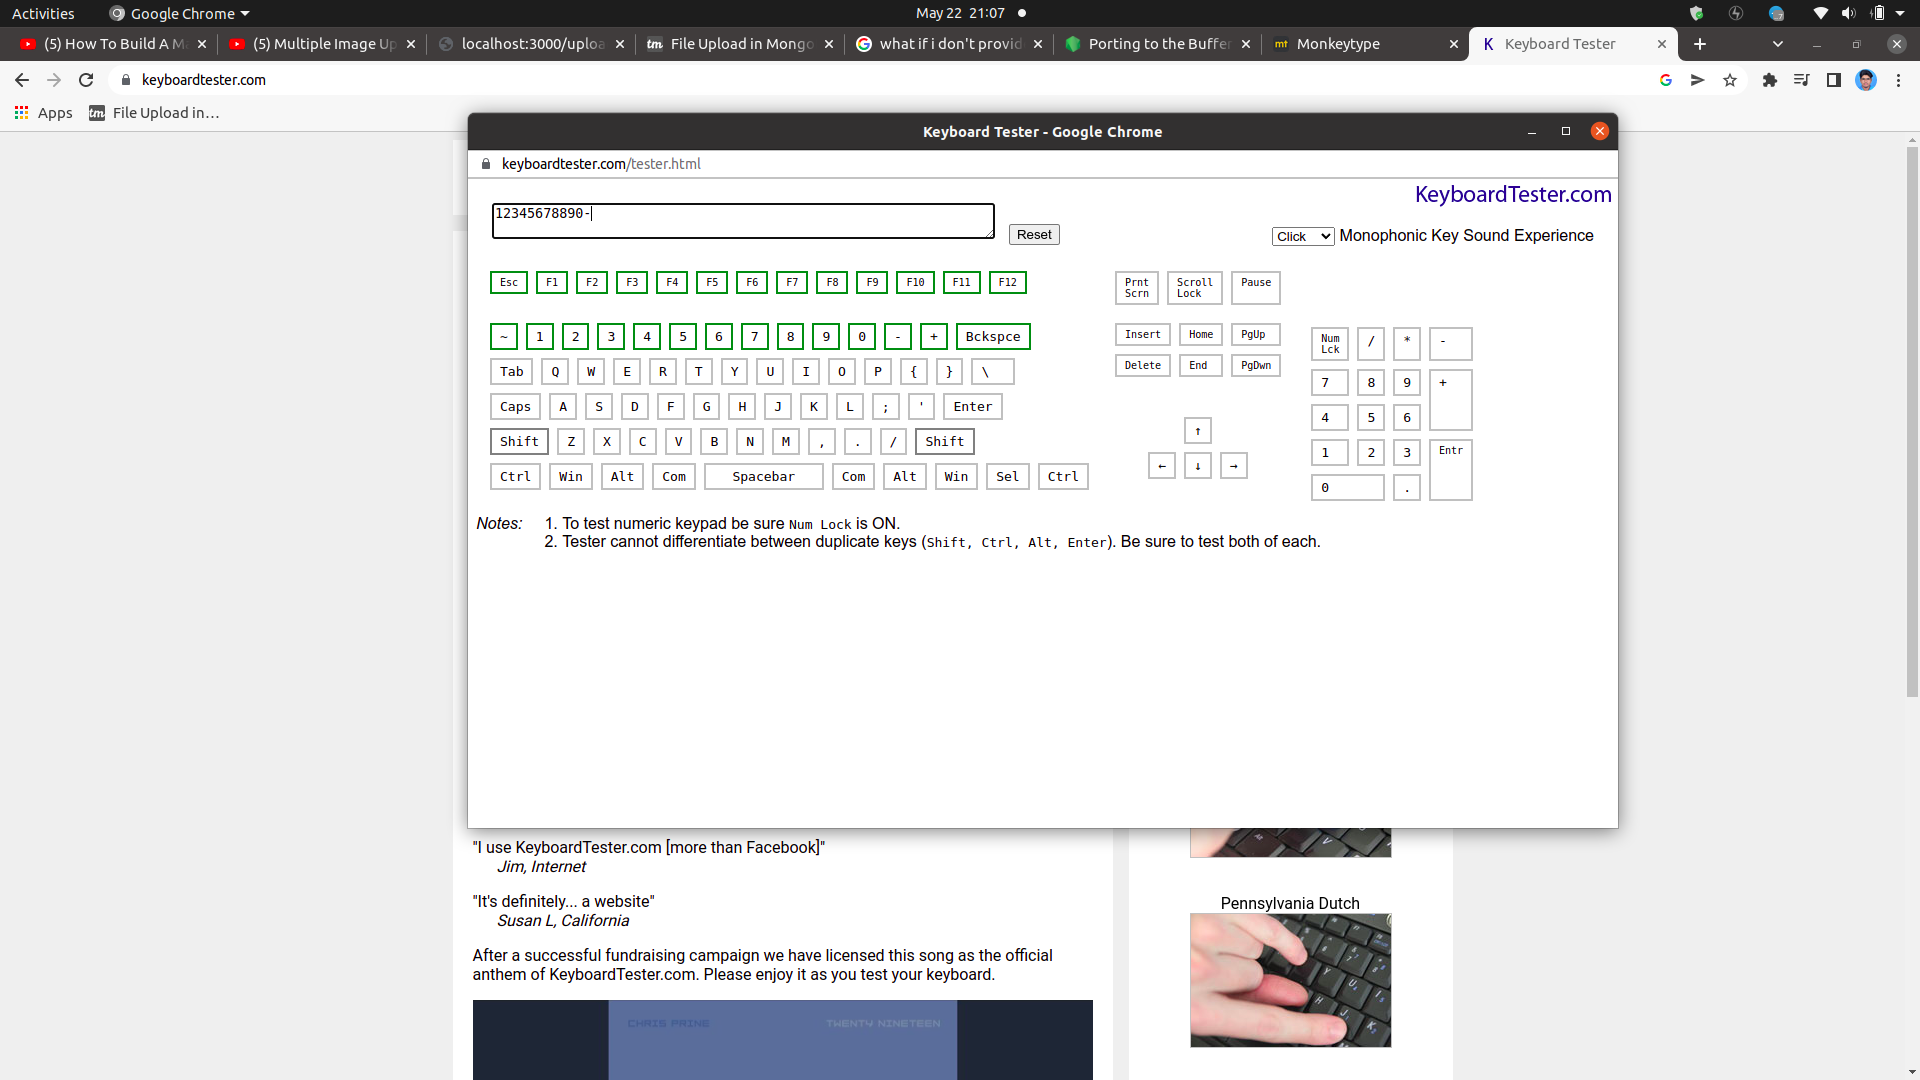 Activities Google Chrome May 22 21:07
(5) How To Build A Ma (5) Multiple Image Up localhost:3000/uploa File Upload in Mongo what if i don't provid Porting to the Buffer Monkeytype Keyboard Tester
keyboardtester.com
Apps File Upload in…
Keyboard Tester - Google Chrome
keyboardtester.com/tester.html
KeyboardTester.com
12345678890-
Reset
Click Monophonic Key Sound Experience
Esc F1 F2 F3 F4 F5 F6 F7 F8 F9 F10 F11 F12 Prnt Scrn Scroll Lock Pause
~ 1 2 3 4 5 6 7 8 9 0 - + Bckspce Insert Home PgUp Num Lck / * -
Tab Q W E R T Y U I O P { } \ Delete End PgDwn 7 8 9 +
Caps A S D F G H J K L ; ' Enter 4 5 6
Shift Z X C V B N M , . / Shift ↑ 1 2 3 Entr
Ctrl Win Alt Com Spacebar Com Alt Win Sel Ctrl ← ↓ → 0 .
Notes: 1. To test numeric keypad be sure Num Lock is ON.
2. Tester cannot differentiate between duplicate keys (Shift, Ctrl, Alt, Enter). Be sure to test both of each.
"I use KeyboardTester.com [more than Facebook]"
Jim, Internet
"It's definitely... a website"
Susan L, California
After a successful fundraising campaign we have licensed this song as the official
anthem of KeyboardTester.com. Please enjoy it as you test your keyboard.
CHRIS PRINE TWENTY NINETEEN
Pennsylvania Dutch